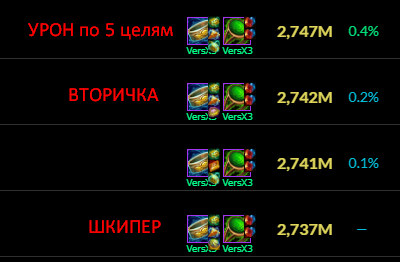 УРОН по 5 целям VersX3 VersX3 2,747M 0.4%
ВТОРИЧКА VersX3 VersX3 2,742M 0.2%
VersX3 VersX3 2,741M 0.1%
ШКИПЕР VersX3 VersX3 2,737M —